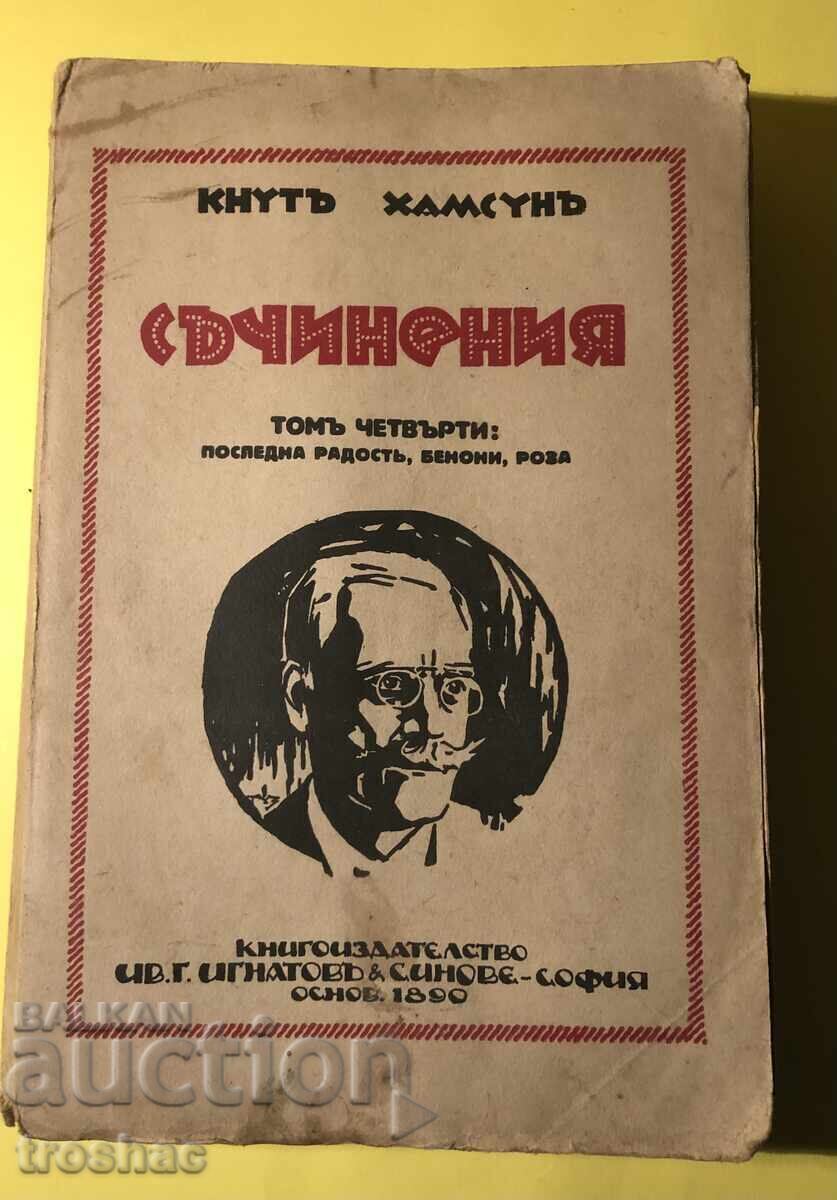 КНУТЪ ХАМСУНЪ
СЪЧИНЕНИЯ
ТОМЪ ЧЕТВЪРТИ:
ПОСЛЕДНА РАДОСТЬ, БЕНОНИ, РОЗА
КНИГОИЗДАТЕЛСТВО
ИВ. Г. ИГНАТОВЪ & СИНОВЕ - СОФИЯ
ОСНОВ. 1890
BALKAN
auction
troshac